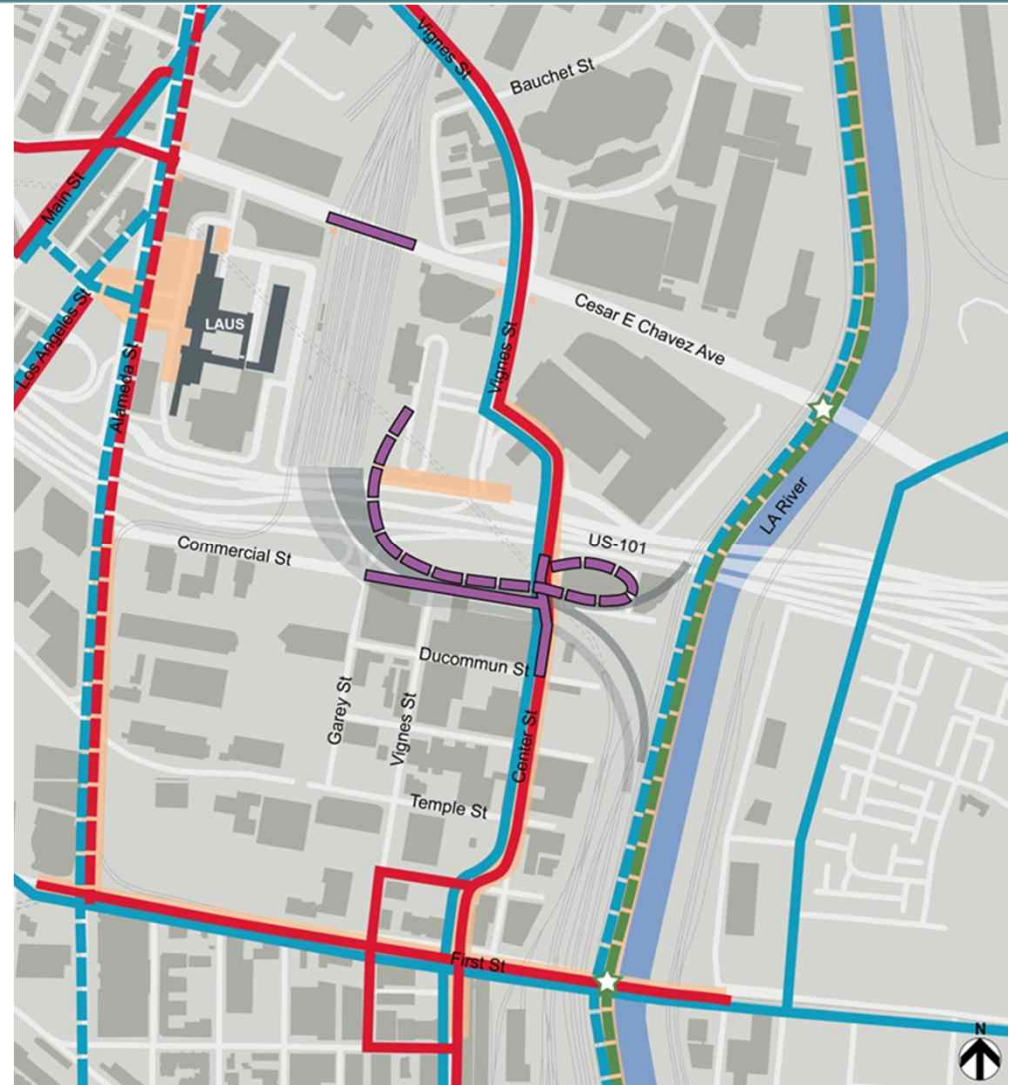 Vignes St
Bauchet St
Main St
Cesar E Chavez Ave
LAUS
Los Angeles St
Alameda St
Vignes St
LA River
US-101
Commercial St
Ducommun St
Garey St
Vignes St
Center St
Temple St
First St
N